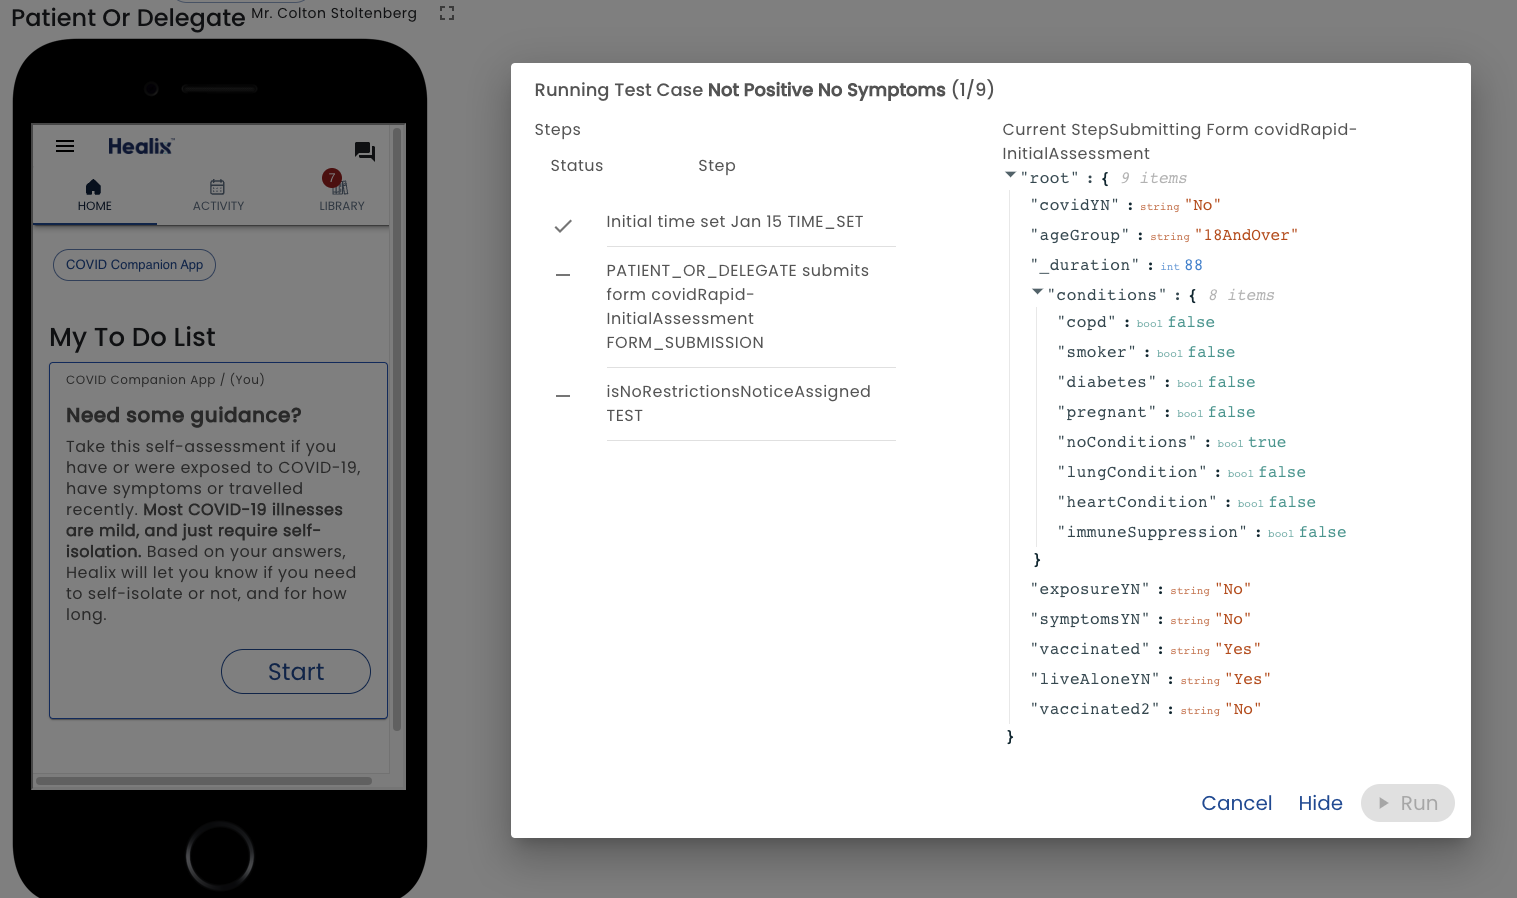 Patient Or Delegate Mr. Colton Stoltenberg
Healix™
7
HOME ACTIVITY LIBRARY
COVID Companion App
My To Do List
COVID Companion App / (You)
Need some guidance?
Take this self-assessment if you
have or were exposed to COVID-19,
have symptoms or travelled
recently. Most COVID-19 illnesses
are mild, and just require self-
isolation. Based on your answers,
Healix will let you know if you need
to self-isolate or not, and for how
long.
Start
Running Test Case Not Positive No Symptoms (1/9)
Steps
Status Step
Initial time set Jan 15 TIME_SET
PATIENT_OR_DELEGATE submits
form covidRapid-
InitialAssessment
FORM_SUBMISSION
isNoRestrictionsNoticeAssigned
TEST
Current StepSubmitting Form covidRapid-
InitialAssessment
"root" : { 9 items
"covidYN" : string "No"
"ageGroup" : string "18AndOver"
"_duration" : int 88
"conditions" : { 8 items
"copd" : bool false
"smoker" : bool false
"diabetes" : bool false
"pregnant" : bool false
"noConditions" : bool true
"lungCondition" : bool false
"heartCondition" : bool false
"immuneSuppression" : bool false
}
"exposureYN" : string "No"
"symptomsYN" : string "No"
"vaccinated" : string "Yes"
"liveAloneYN" : string "Yes"
"vaccinated2" : string "No"
}
Cancel Hide Run